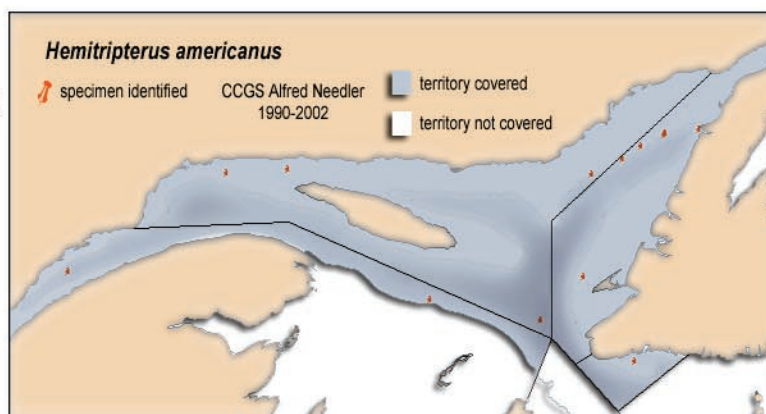 Hemitripterus americanus
specimen identified
CCGS Alfred Needler
1990-2002
territory covered
territory not covered